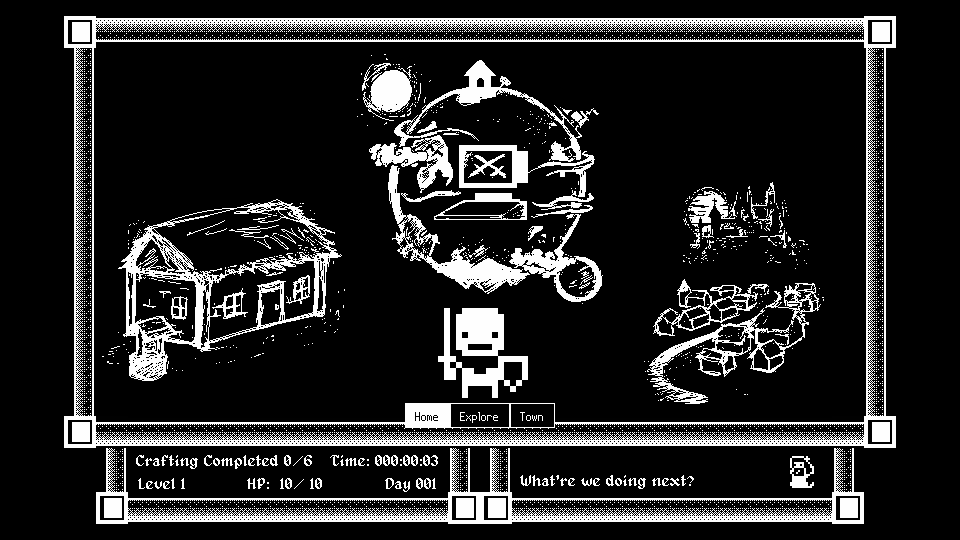 Home Explore Town
Crafting Completed 0/6 Time: 000:00:03
Level 1 HP: 10/10 Day 001
What're we doing next?